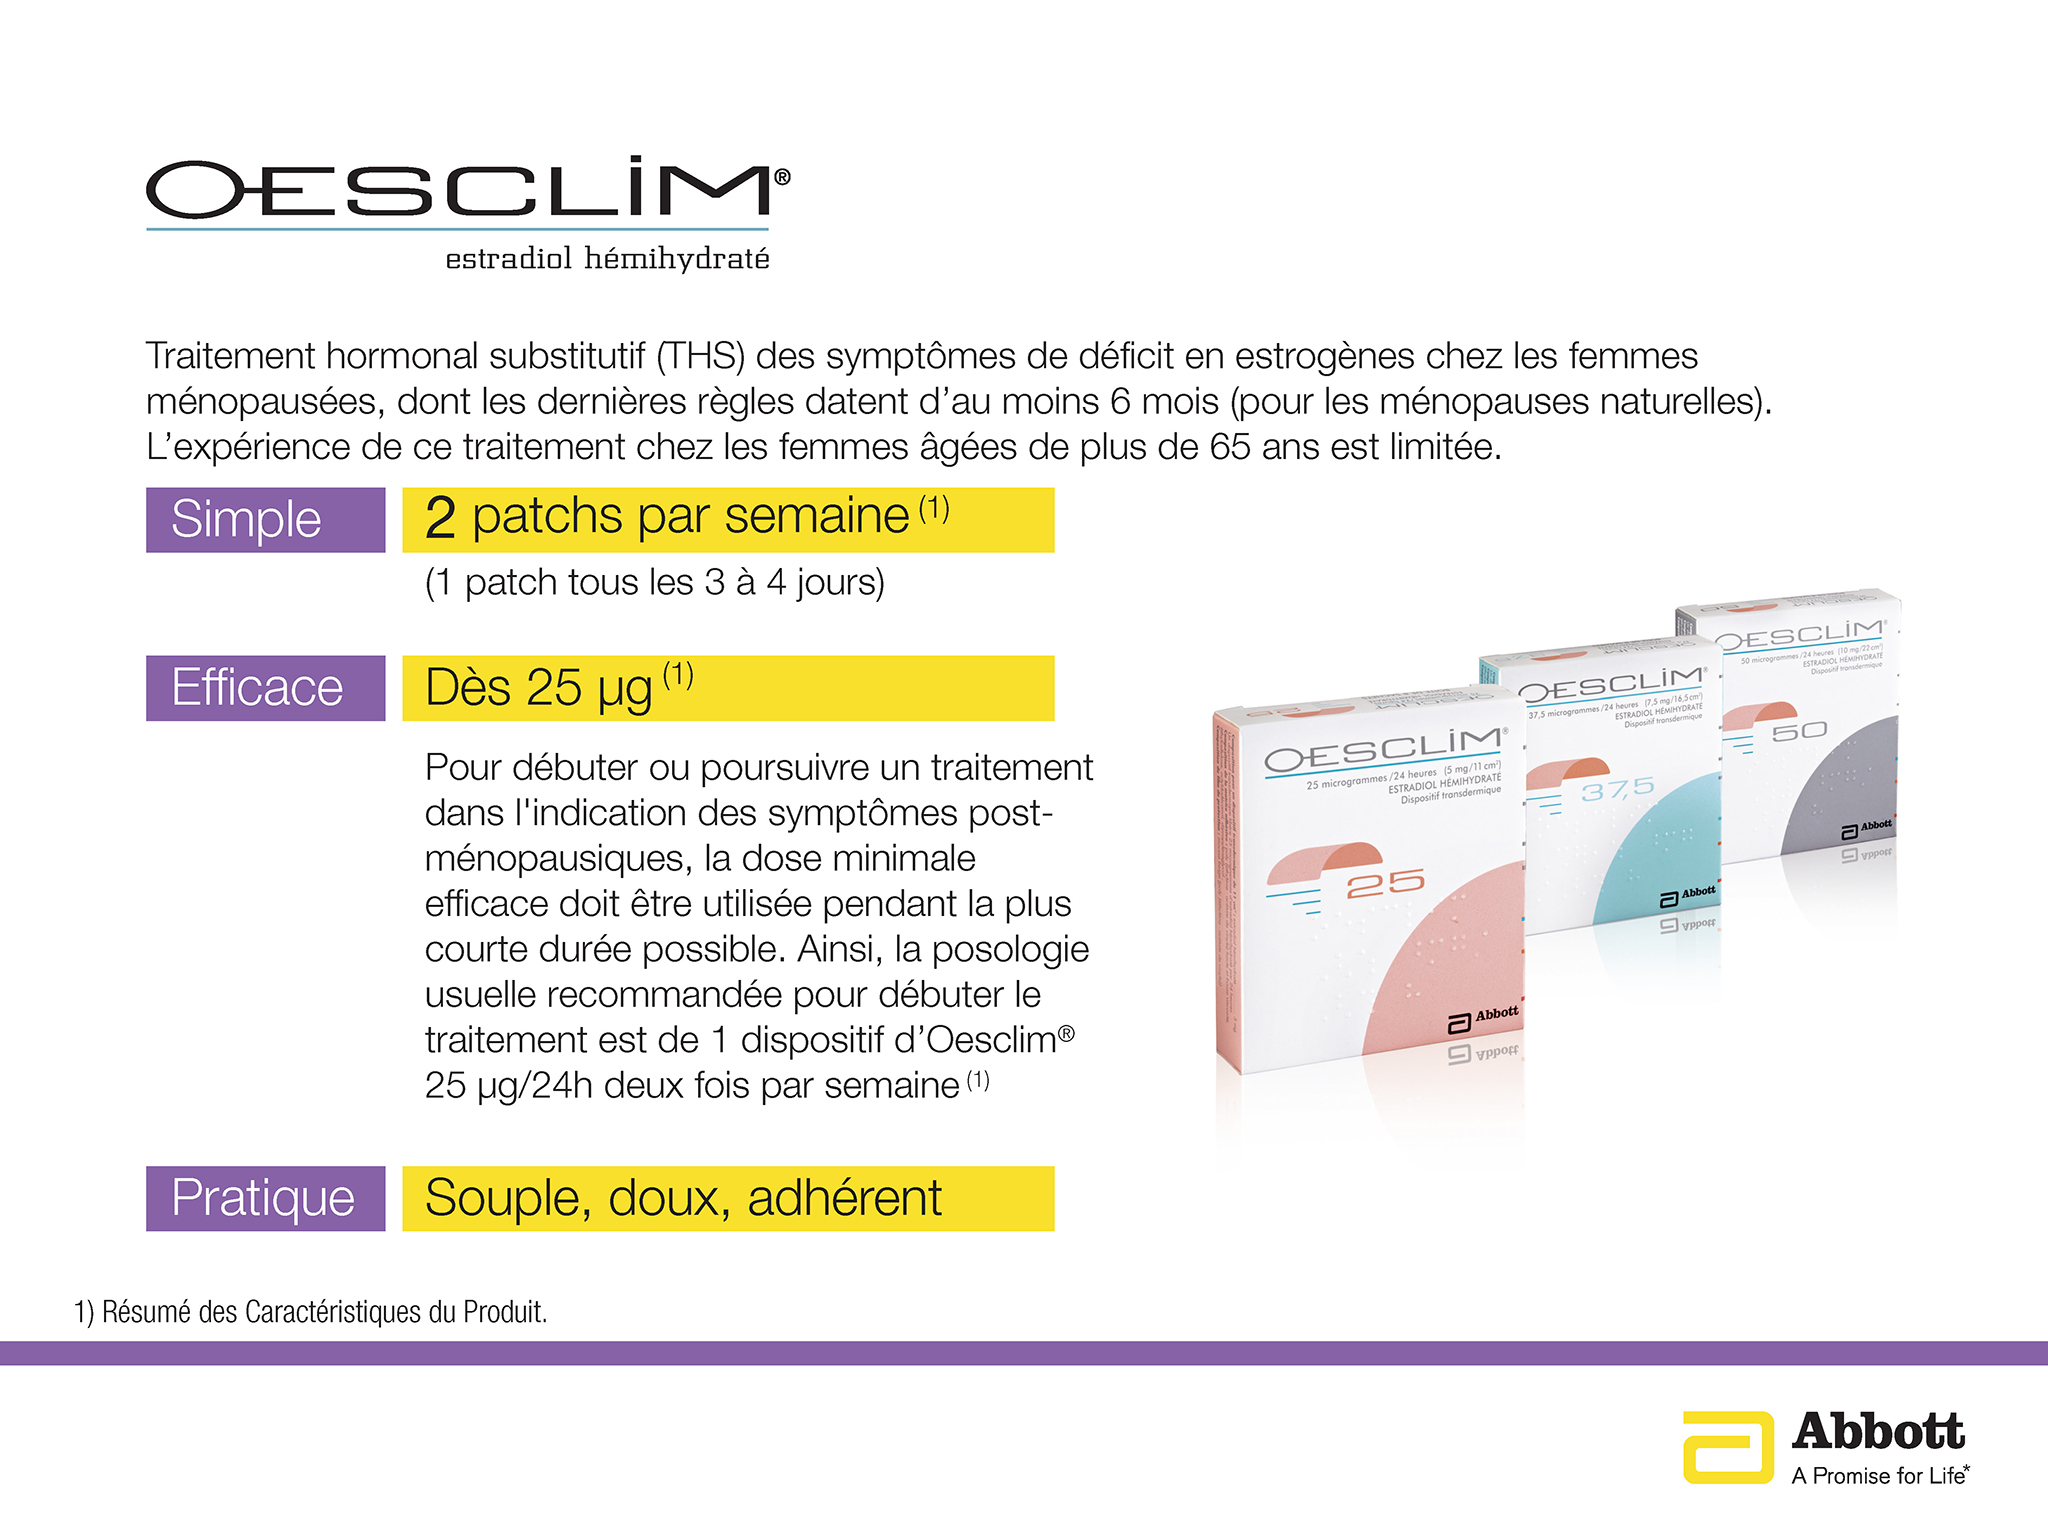 OESCLiM®
estradiol hémihydraté
Traitement hormonal substitutif (THS) des symptômes de déficit en estrogènes chez les femmes
ménopausées, dont les dernières règles datent d’au moins 6 mois (pour les ménopauses naturelles).
L’expérience de ce traitement chez les femmes âgées de plus de 65 ans est limitée.
Simple
2 patchs par semaine (1)
(1 patch tous les 3 à 4 jours)
Efficace
Dès 25 µg (1)
Pour débuter ou poursuivre un traitement
dans l'indication des symptômes post-
ménopausiques, la dose minimale
efficace doit être utilisée pendant la plus
courte durée possible. Ainsi, la posologie
usuelle recommandée pour débuter le
traitement est de 1 dispositif d’Oesclim®
25 µg/24h deux fois par semaine (1)
Pratique
Souple, doux, adhérent
OESCLiM®
25 microgrammes/24 heures (5 mg/11 cm²)
ESTRADIOL HÉMIHYDRATÉ
Dispositif transdermique
25
Abbott
OESCLiM®
37,5 microgrammes/24 heures (7,5 mg/16,5 cm²)
ESTRADIOL HÉMIHYDRATÉ
Dispositif transdermique
37,5
Abbott
OESCLiM®
50 microgrammes/24 heures (10 mg/22 cm²)
ESTRADIOL HÉMIHYDRATÉ
Dispositif transdermique
50
Abbott
1) Résumé des Caractéristiques du Produit.
Abbott
A Promise for Life*